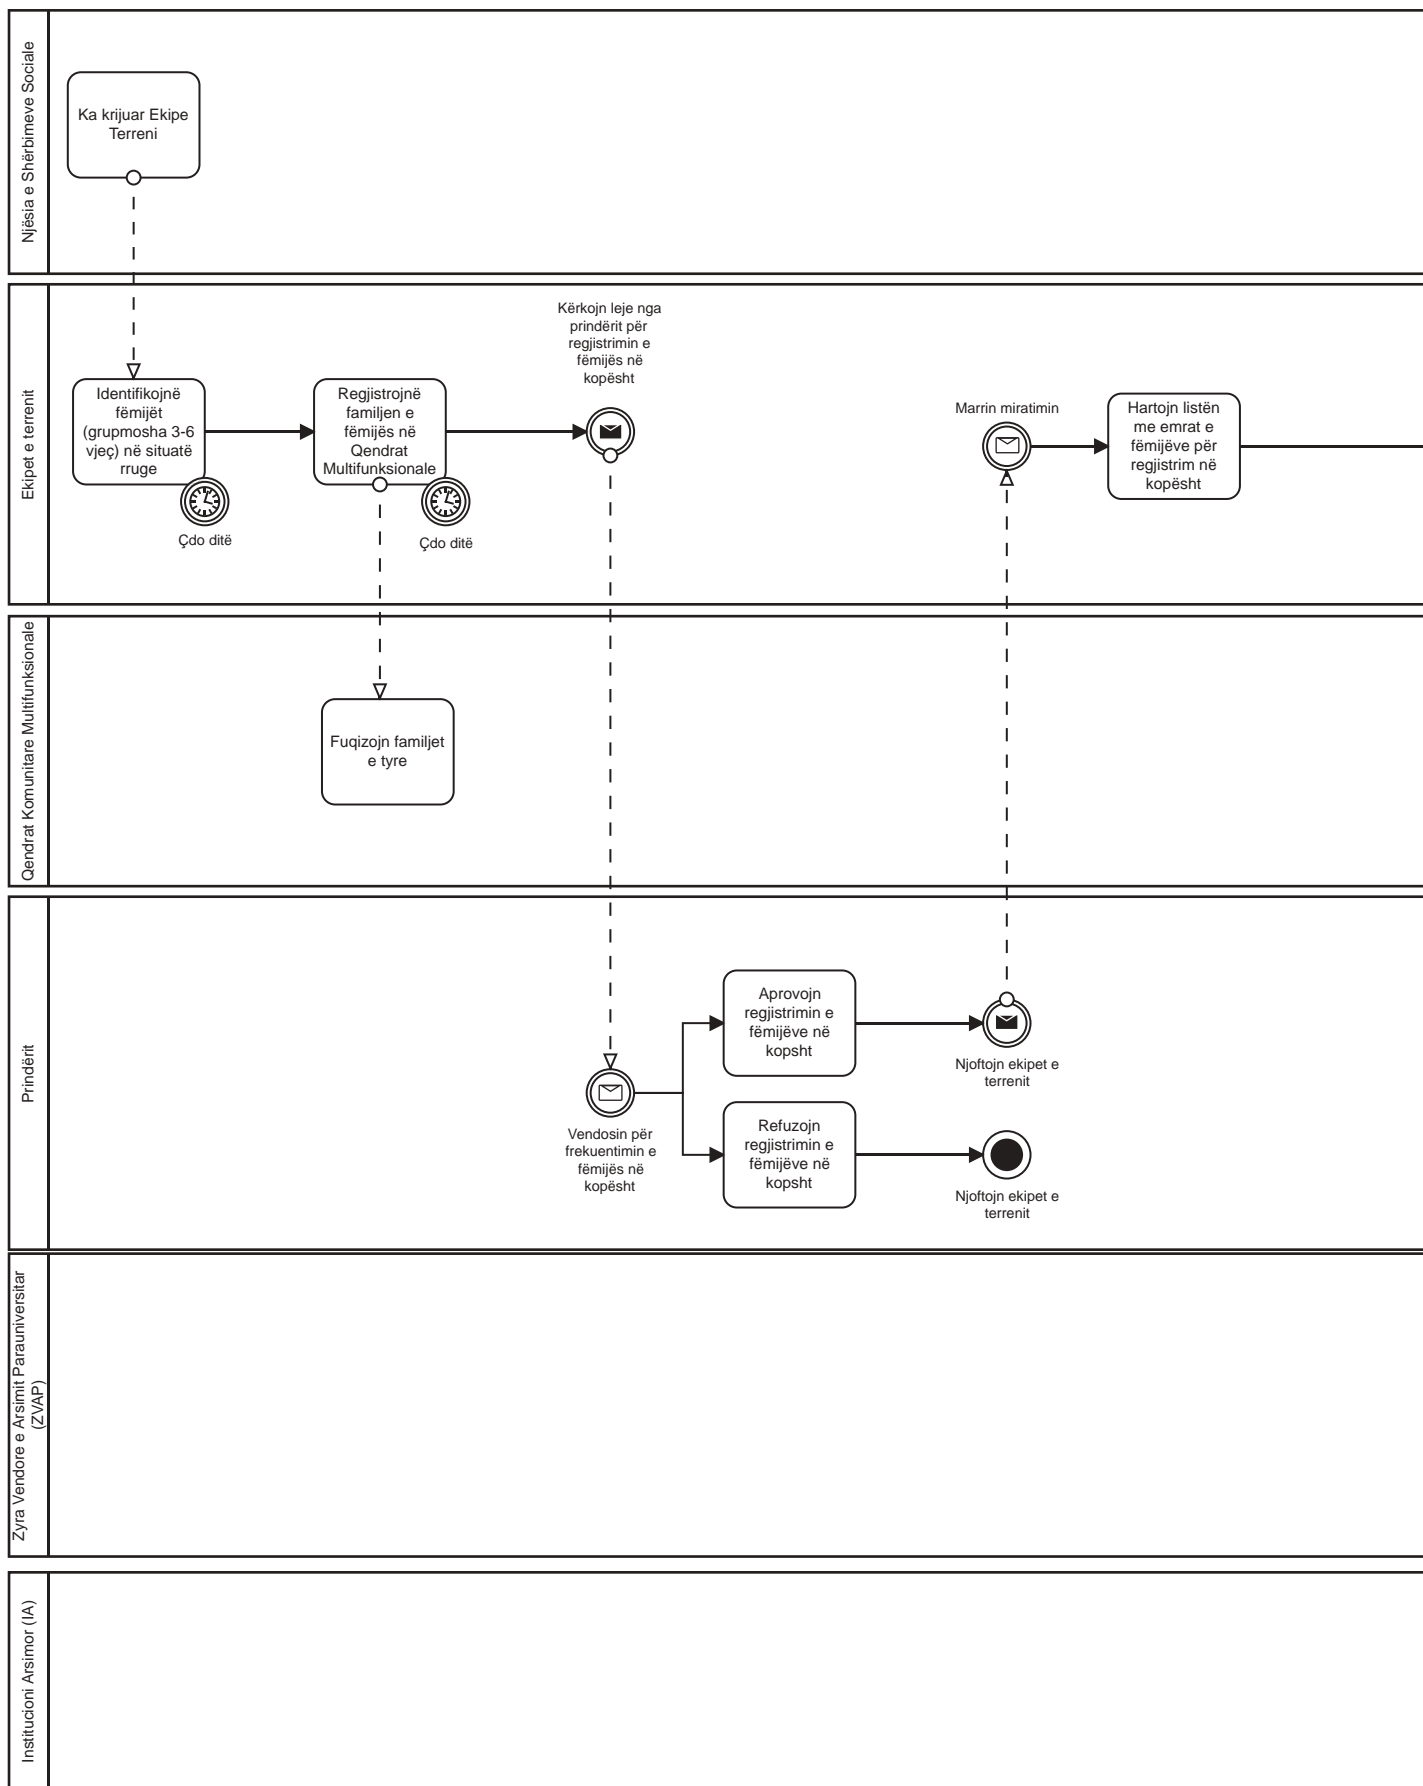 Njësia e Shërbimeve Sociale
Ka krijuar Ekipe
Terreni
Ekipet e terrenit
Identifikojnë
fëmijët
(grupmosha 3-6
vjeç) në situatë
rruge
Çdo ditë
Regjistrojnë
familjen e
fëmijës në
Qendrat
Multifunksionale
Çdo ditë
Kërkojn leje nga
prindërit për
regjistrimin e
fëmijës në
kopësht
Marrin miratimin
Hartojn listën
me emrat e
fëmijëve për
regjistrim në
kopësht
Qendrat Komunitare Multifunksionale
Fuqizojn familjet
e tyre
Prindërit
Vendosin për
frekuentimin e
fëmijës në
kopësht
Aprovojn
regjistrimin e
fëmijëve në
kopsht
Njoftojn ekipet e
terrenit
Refuzojn
regjistrimin e
fëmijëve në
kopsht
Njoftojn ekipet e
terrenit
Zyra Vendore e Arsimit Parauniversitar
(ZVAP)
Institucioni Arsimor (IA)